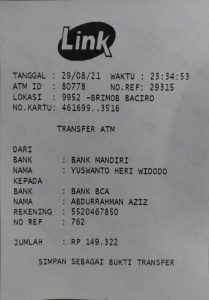 Link
TANGGAL : 29/08/21 WAKTU : 23:34:53
ATM ID : 80778 NO.REF: 29315
LOKASI : 9952 -BRIMOB BACIRO
NO.KARTU: 461699..3516
TRANSFER ATM
DARI
BANK : BANK MANDIRI
NAMA : YUSWANTO HERI WIDODO
KEPADA
BANK : BANK BCA
NAMA : ABDURRAHMAN AZIZ
REKENING : 5520467850
NO REF : 762
JUMLAH : RP 149.322
SIMPAN SEBAGAI BUKTI TRANSFER